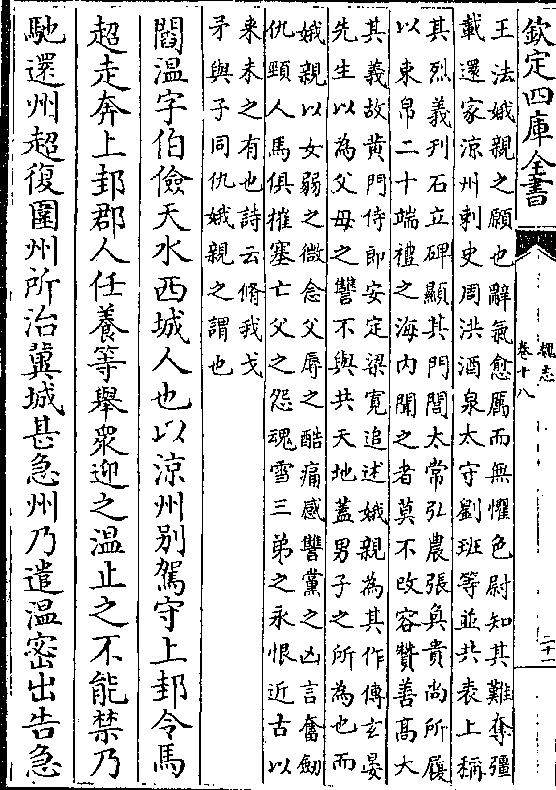 欽定四庫全書
魏志
卷十八
二十一
王法娥親之願也辭氣愈厲而無懼色尉知其難奪彊
載還家涼州刺史周洪酒泉太守劉班等並共表上稱
其烈義刋石立碑顯其門閭太常弘農張奐貴尚所履
以束帛二十端禮之海內聞之者莫不改容贊善髙大
其義故黄門侍郎安定梁寛追述娥親為其作傳玄晏
先生以為父母之讐不與共天地蓋男子之所為也而
娥親以女弱之微念父辱之酷痛感讐黨之凶言奮劒
仇頸人馬俱摧塞亡父之怨魂雪三弟之永恨近古以
来未之有也詩云脩我戈
矛與子同仇娥親之謂也
閻溫字伯儉天水西城人也以涼州别駕守上邽令馬
超走奔上邽郡人任養等舉衆迎之溫止之不能禁乃
馳還州超復圍州所治冀城甚急州乃遣溫密出告急